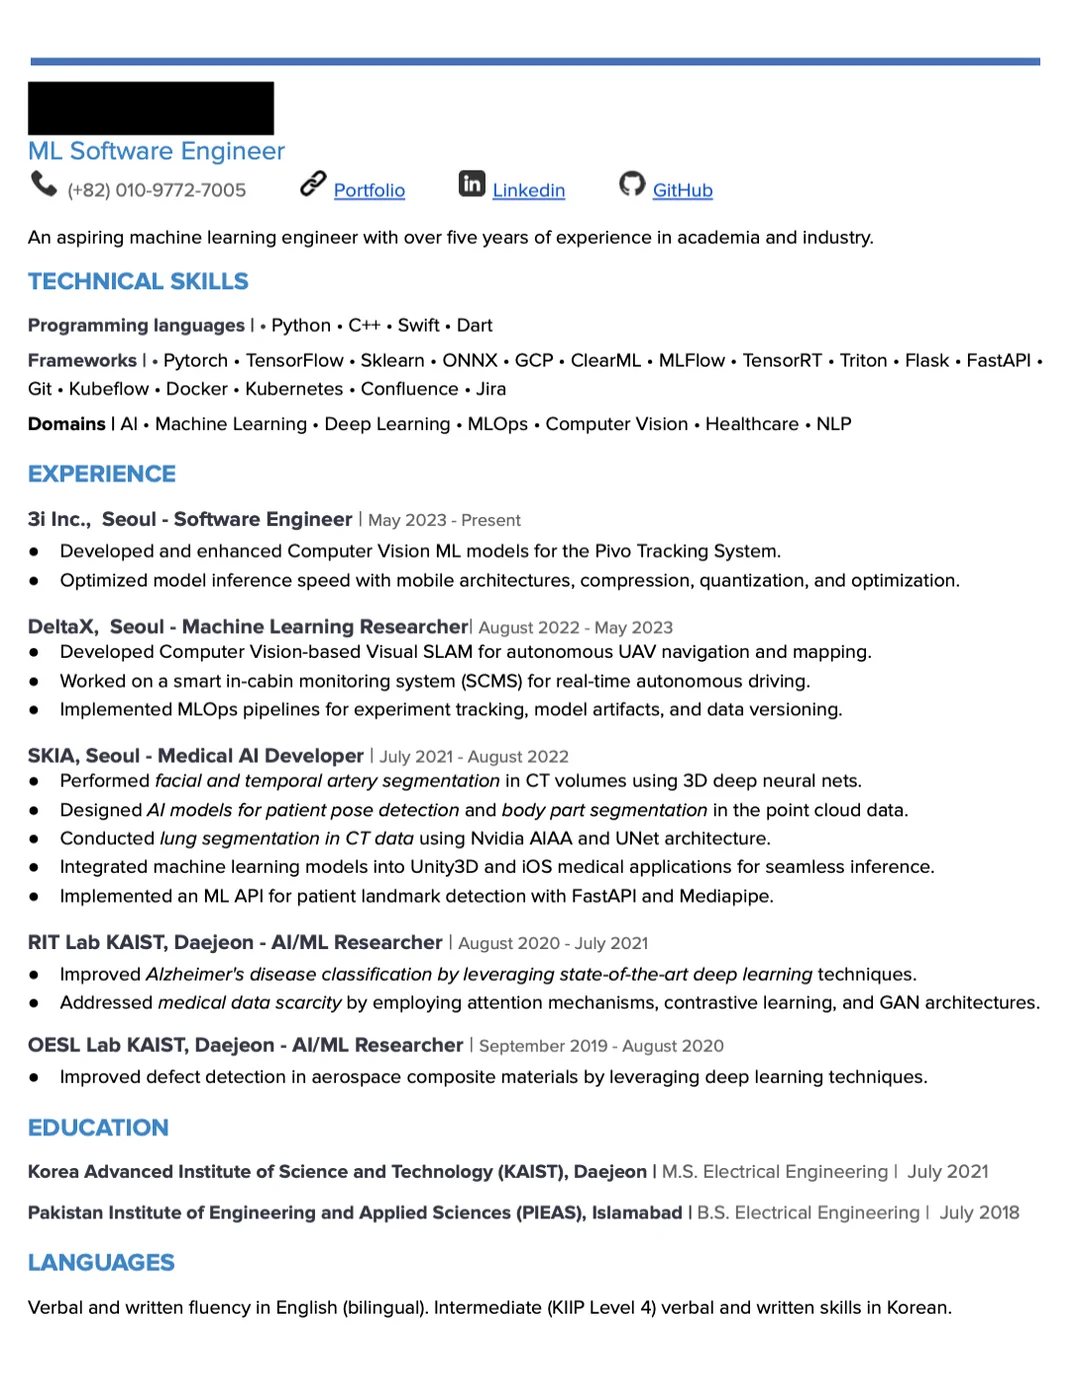 ML Software Engineer
(+82) 010-9772-7005 Portfolio Linkedin GitHub
An aspiring machine learning engineer with over five years of experience in academia and industry.
TECHNICAL SKILLS
Programming languages | • Python • C++ • Swift • Dart
Frameworks | • Pytorch • TensorFlow • Sklearn • ONNX • GCP • ClearML • MLFlow • TensorRT • Triton • Flask • FastAPI •
Git • Kubeflow • Docker • Kubernetes • Confluence • Jira
Domains | AI • Machine Learning • Deep Learning • MLOps • Computer Vision • Healthcare • NLP
EXPERIENCE
3i Inc., Seoul - Software Engineer | May 2023 - Present
● Developed and enhanced Computer Vision ML models for the Pivo Tracking System.
● Optimized model inference speed with mobile architectures, compression, quantization, and optimization.
DeltaX, Seoul - Machine Learning Researcher| August 2022 - May 2023
● Developed Computer Vision-based Visual SLAM for autonomous UAV navigation and mapping.
● Worked on a smart in-cabin monitoring system (SCMS) for real-time autonomous driving.
● Implemented MLOps pipelines for experiment tracking, model artifacts, and data versioning.
SKIA, Seoul - Medical AI Developer | July 2021 - August 2022
● Performed facial and temporal artery segmentation in CT volumes using 3D deep neural nets.
● Designed AI models for patient pose detection and body part segmentation in the point cloud data.
● Conducted lung segmentation in CT data using Nvidia AIAA and UNet architecture.
● Integrated machine learning models into Unity3D and iOS medical applications for seamless inference.
● Implemented an ML API for patient landmark detection with FastAPI and Mediapipe.
RIT Lab KAIST, Daejeon - AI/ML Researcher | August 2020 - July 2021
● Improved Alzheimer's disease classification by leveraging state-of-the-art deep learning techniques.
● Addressed medical data scarcity by employing attention mechanisms, contrastive learning, and GAN architectures.
OESL Lab KAIST, Daejeon - AI/ML Researcher | September 2019 - August 2020
● Improved defect detection in aerospace composite materials by leveraging deep learning techniques.
EDUCATION
Korea Advanced Institute of Science and Technology (KAIST), Daejeon | M.S. Electrical Engineering | July 2021
Pakistan Institute of Engineering and Applied Sciences (PIEAS), Islamabad | B.S. Electrical Engineering | July 2018
LANGUAGES
Verbal and written fluency in English (bilingual). Intermediate (KIIP Level 4) verbal and written skills in Korean.